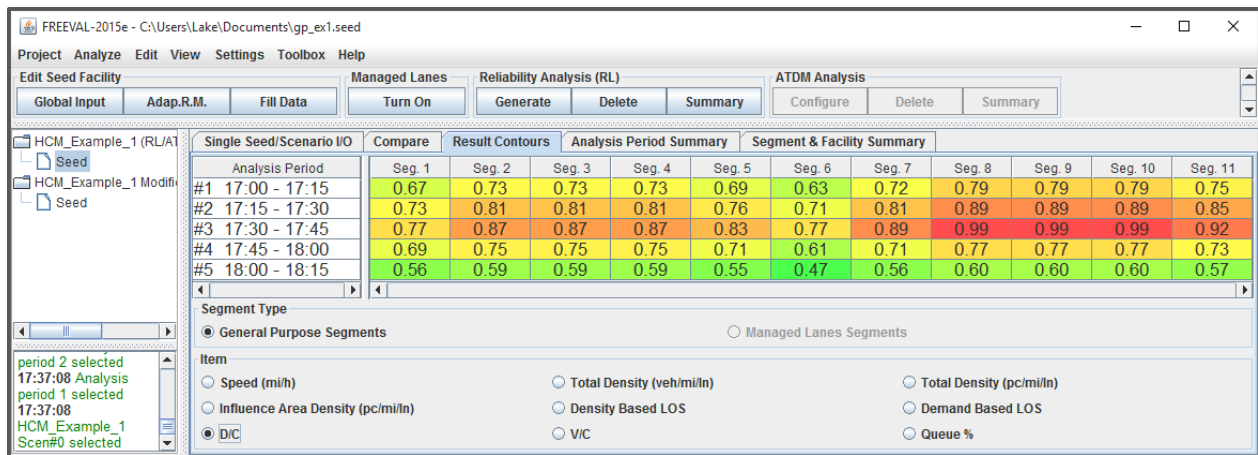 FREEVAL-2015e - C:\Users\Lake\Documents\gp_ex1.seed
Project Analyze Edit View Settings Toolbox Help
Edit Seed Facility Managed Lanes Reliability Analysis (RL) ATDM Analysis
Global Input Adap.R.M. Fill Data Turn On Generate Delete Summary Configure Delete Summary
HCM_Example_1 (RL/AT
Seed
HCM_Example_1 Modifi
Seed
Single Seed/Scenario I/O Compare Result Contours Analysis Period Summary Segment & Facility Summary
Analysis Period Seg. 1 Seg. 2 Seg. 3 Seg. 4 Seg. 5 Seg. 6 Seg. 7 Seg. 8 Seg. 9 Seg. 10 Seg. 11
#1 17:00 - 17:15 0.67 0.73 0.73 0.73 0.69 0.63 0.72 0.79 0.79 0.79 0.75
#2 17:15 - 17:30 0.73 0.81 0.81 0.81 0.76 0.71 0.81 0.89 0.89 0.89 0.85
#3 17:30 - 17:45 0.77 0.87 0.87 0.87 0.83 0.77 0.89 0.99 0.99 0.99 0.92
#4 17:45 - 18:00 0.69 0.75 0.75 0.75 0.71 0.61 0.71 0.77 0.77 0.77 0.73
#5 18:00 - 18:15 0.56 0.59 0.59 0.59 0.55 0.47 0.56 0.60 0.60 0.60 0.57
Segment Type
General Purpose Segments Managed Lanes Segments
Item
Speed (mi/h) Total Density (veh/mi/ln) Total Density (pc/mi/ln)
Influence Area Density (pc/mi/ln) Density Based LOS Demand Based LOS
D/C V/C Queue %
period 2 selected
17:37:08 Analysis
period 1 selected
17:37:08
HCM_Example_1
Scen#0 selected